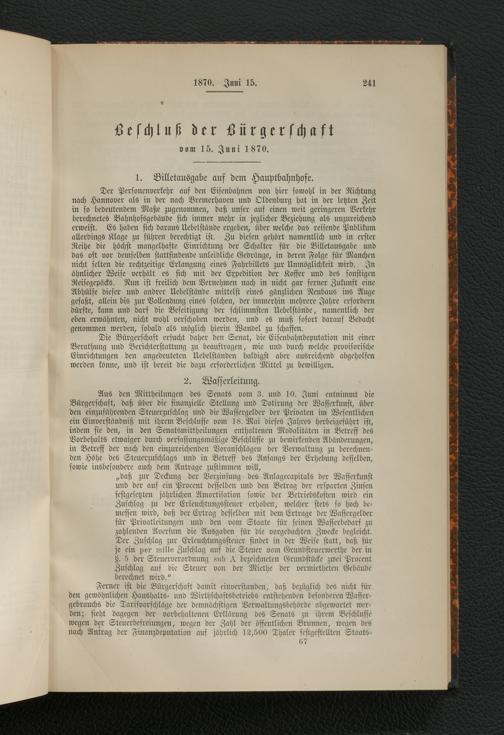 1870. Juni 15. 241
Beschluß der Bürgerschaft
vom 15. Juni 1870.
1. Billetausgabe auf dem Hauptbahnhofe.
Der Personenverkehr auf den Eisenbahnen von hier sowohl in der Richtung
nach Hannover als in der nach Bremerhaven und Oldenburg hat in der letzten Zeit
in so bedeutendem Maße zugenommen, daß unser auf einen weit geringeren Verkehr
berechnetes Bahnhofsgebäude sich immer mehr in jeglicher Beziehung als unzureichend
erweist. Es haben sich daraus Uebelstände ergeben, über welche das reisende Publikum
allerdings Klage zu führen berechtigt ist. Zu diesen gehört namentlich und in erster
Reihe die höchst mangelhafte Einrichtung der Schalter für die Billetausgabe und
das oft vor denselben stattfindende unleidliche Gedränge, in deren Folge für Manchen
nicht selten die rechtzeitige Erlangung eines Fahrbillets zur Unmöglichkeit wird. In
ähnlicher Weise verhält es sich mit der Expedition der Koffer und des sonstigen
Reisegepäcks. Nun ist freilich dem Vernehmen nach in nicht gar ferner Zukunft eine
Abhülfe dieser und andrer Uebelstände mittelst eines gänzlichen Neubaus ins Auge
gefaßt, allein bis zur Vollendung eines solchen, der immerhin mehrere Jahre erfordern
dürfte, kann und darf die Beseitigung der schlimmsten Uebelstände, namentlich der
eben erwähnten, nicht wohl verschoben werden, und es muß sofort darauf Bedacht
genommen werden, sobald als möglich hierin Wandel zu schaffen.
Die Bürgerschaft ersucht daher den Senat, die Eisenbahndeputation mit einer
Berathung und Berichterstattung zu beauftragen, wie und durch welche provisorische
Einrichtungen den angedeuteten Uebelständen baldigst aber ausreichend abgeholfen
werden könne, und ist bereit die dazu erforderlichen Mittel zu bewilligen.
2. Wasserleitung.
Aus den Mittheilungen des Senats vom 3. und 10. Juni entnimmt die
Bürgerschaft, daß über die finanzielle Stellung und Dotirung der Wasserkunst, über
den einzuführenden Steuerzuschlag und die Wassergelder der Privaten im Wesentlichen
ein Einverständniß mit ihrem Beschlusse vom 18. Mai dieses Jahres herbeigeführt ist,
indem sie den, in den Senatsmittheilungen enthaltenen Modalitäten in Betreff des
Vorbehalts etwaiger durch verfassungsmäßige Beschlüsse zu bewirkenden Abänderungen,
in Betreff der nach den einzureichenden Voranschlägen der Verwaltung zu berechnen-
den Höhe des Steuerzuschlags und in Betreff des Anfangs der Erhebung desselben,
sowie insbesondere auch dem Antrage zustimmen will,
„daß zur Deckung der Verzinsung des Anlagecapitals der Wasserkunst
und der auf ein Procent desselben und den Betrag der ersparten Zinsen
festgesetzten jährlichen Amortisation sowie der Betriebskosten wird ein
Zuschlag zu der Erleuchtungssteuer erhoben, welcher stets so hoch be-
messen wird, daß der Ertrag desselben mit dem Ertrage der Wassergelder
für Privatleitungen und dem vom Staate für seinen Wasserbedarf zu
zahlenden Aversum die Ausgaben für die vorgedachten Zwecke begleicht.
Der Zuschlag zur Erleuchtungssteuer findet in der Weise statt, daß für
je ein per mille Zuschlag auf die Steuer vom Grundsteuerwerthe der in
§. 5 der Steuerverordnung sub A bezeichneten Grundstücke zwei Procent
Zuschlag auf die Steuer von der Miethe der vermietheten Gebäude
berechnet wird.“
Ferner ist die Bürgerschaft damit einverstanden, daß bezüglich des nicht für
den gewöhnlichen Haushalts- und Wirthschaftsbetrieb entstehenden besonderen Wasser-
gebrauchs die Tarifvorschläge der demnächstigen Verwaltungsbehörde abgewartet wer-
den; sieht dagegen der vorbehaltenen Erklärung des Senats zu ihrem Beschlusse
wegen der Steuerbefreiungen, wegen der Zahl der öffentlichen Brunnen, wegen des
nach Antrag der Finanzdeputation auf jährlich 12,500 Thaler festgestellten Staats-
67